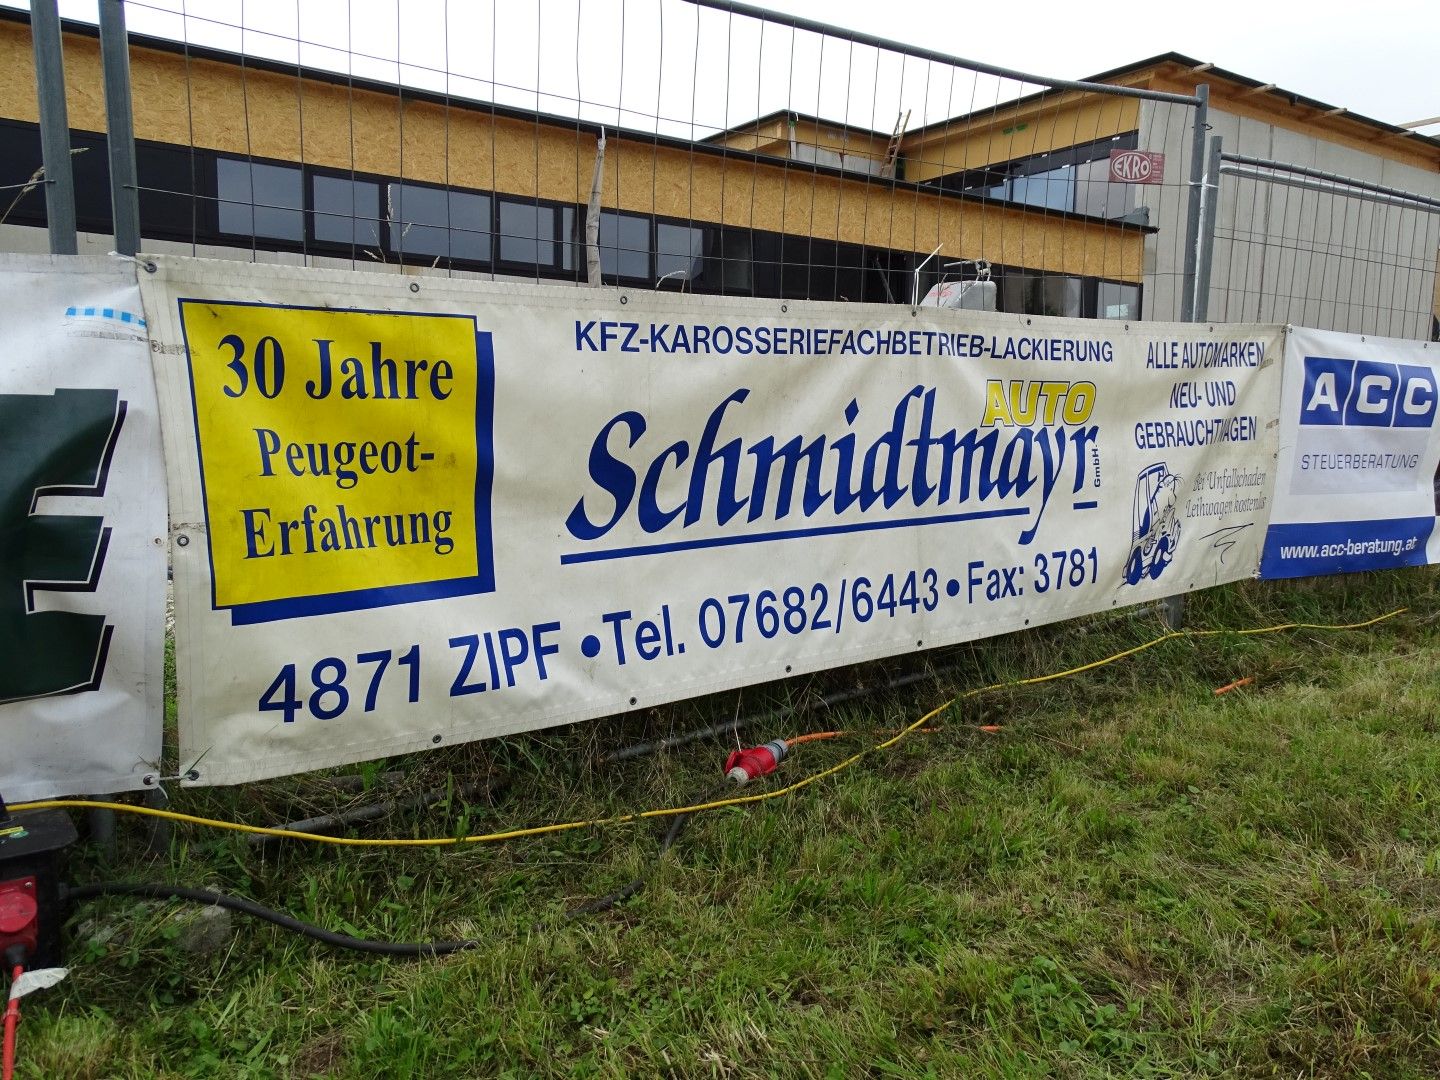 30 Jahre
Peugeot-
Erfahrung
KFZ-KAROSSERIEFACHBETRIEB-LACKIERUNG
AUTO
Schmidtmayr
GmbH.
4871 ZIPF • Tel. 07682/6443 • Fax: 3781
ALLE AUTOMARKEN
NEU- UND
GEBRAUCHTWAGEN
Bei Unfallschaden
Leihwagen kostenlos
EKRO
ACC
STEUERBERATUNG
www.acc-beratung.at